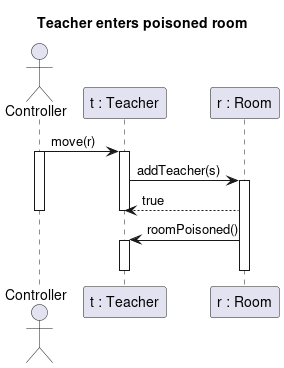 Teacher enters poisoned room
Controller
t : Teacher
r : Room
move(r)
addTeacher(s)
true
roomPoisoned()
Controller
t : Teacher
r : Room